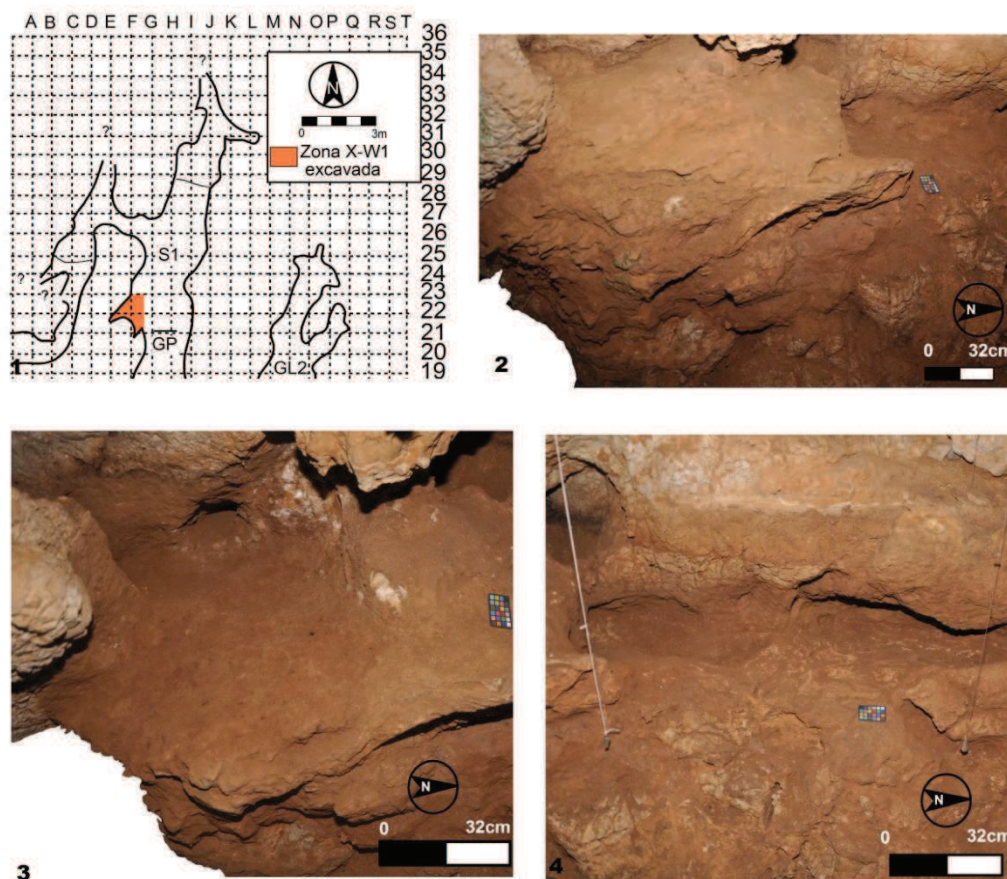 A B C D E F G H I J K L M N O P Q R S T
36
35
34
33
32
31
30
29
28
27
26
25
24
23
22
21
20
19
?
?
?
?
N
0 3m
Zona X-W1
excavada
S1
GP
GL2
1
N
0 32cm
2
N
0 32cm
3
N
0 32cm
4